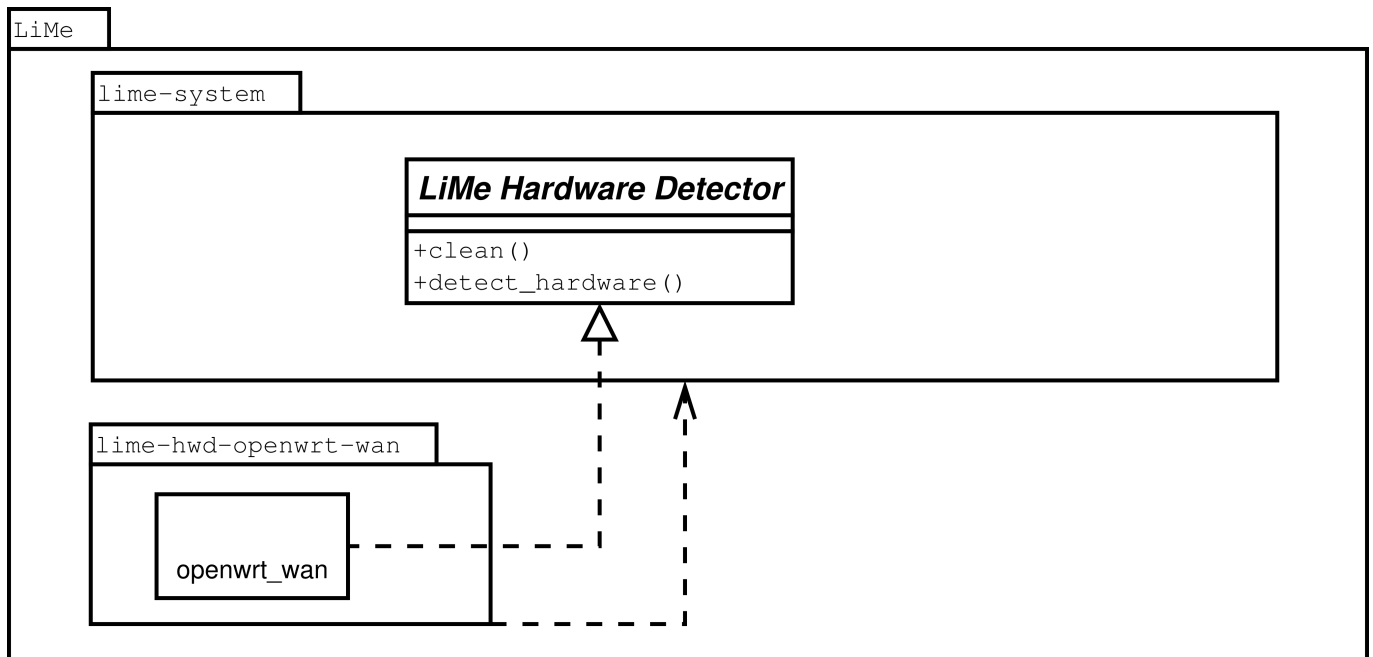 LiMe
lime-system
LiMe Hardware Detector
+clean()
+detect_hardware()
lime-hwd-openwrt-wan
openwrt_wan